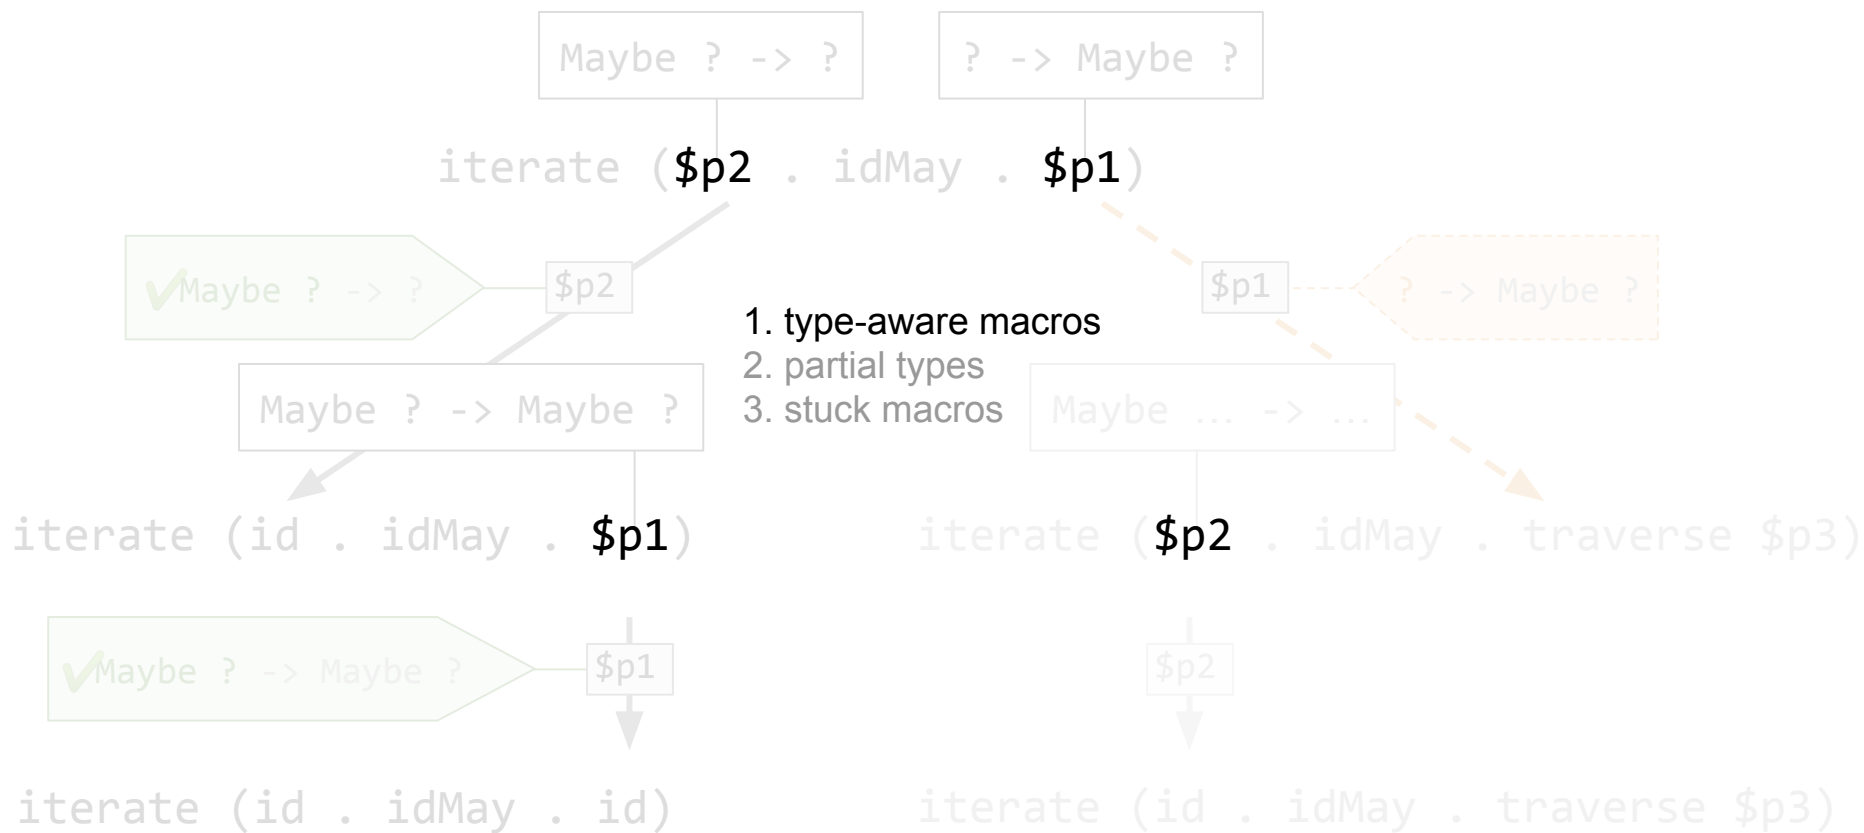 Maybe ? -> ?
? -> Maybe ?
iterate ($p2 . idMay . $p1)
✔Maybe ? -> ?
$p2
$p1
? -> Maybe ?
1. type-aware macros
2. partial types
3. stuck macros
Maybe ? -> Maybe ?
Maybe … -> …
iterate (id . idMay . $p1)
iterate ($p2 . idMay . traverse $p3)
✔Maybe ? -> Maybe ?
$p1
$p2
iterate (id . idMay . id)
iterate (id . idMay . traverse $p3)